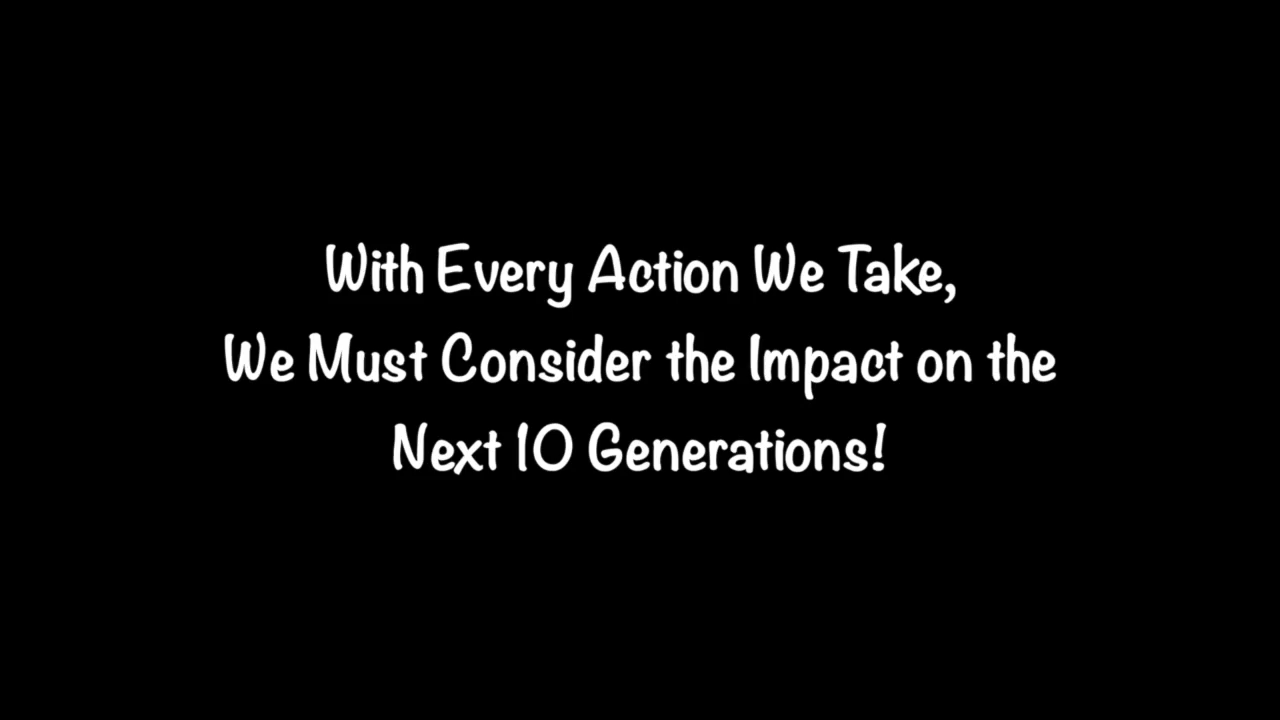 With Every Action We Take,
We Must Consider the Impact on the
Next 10 Generations!